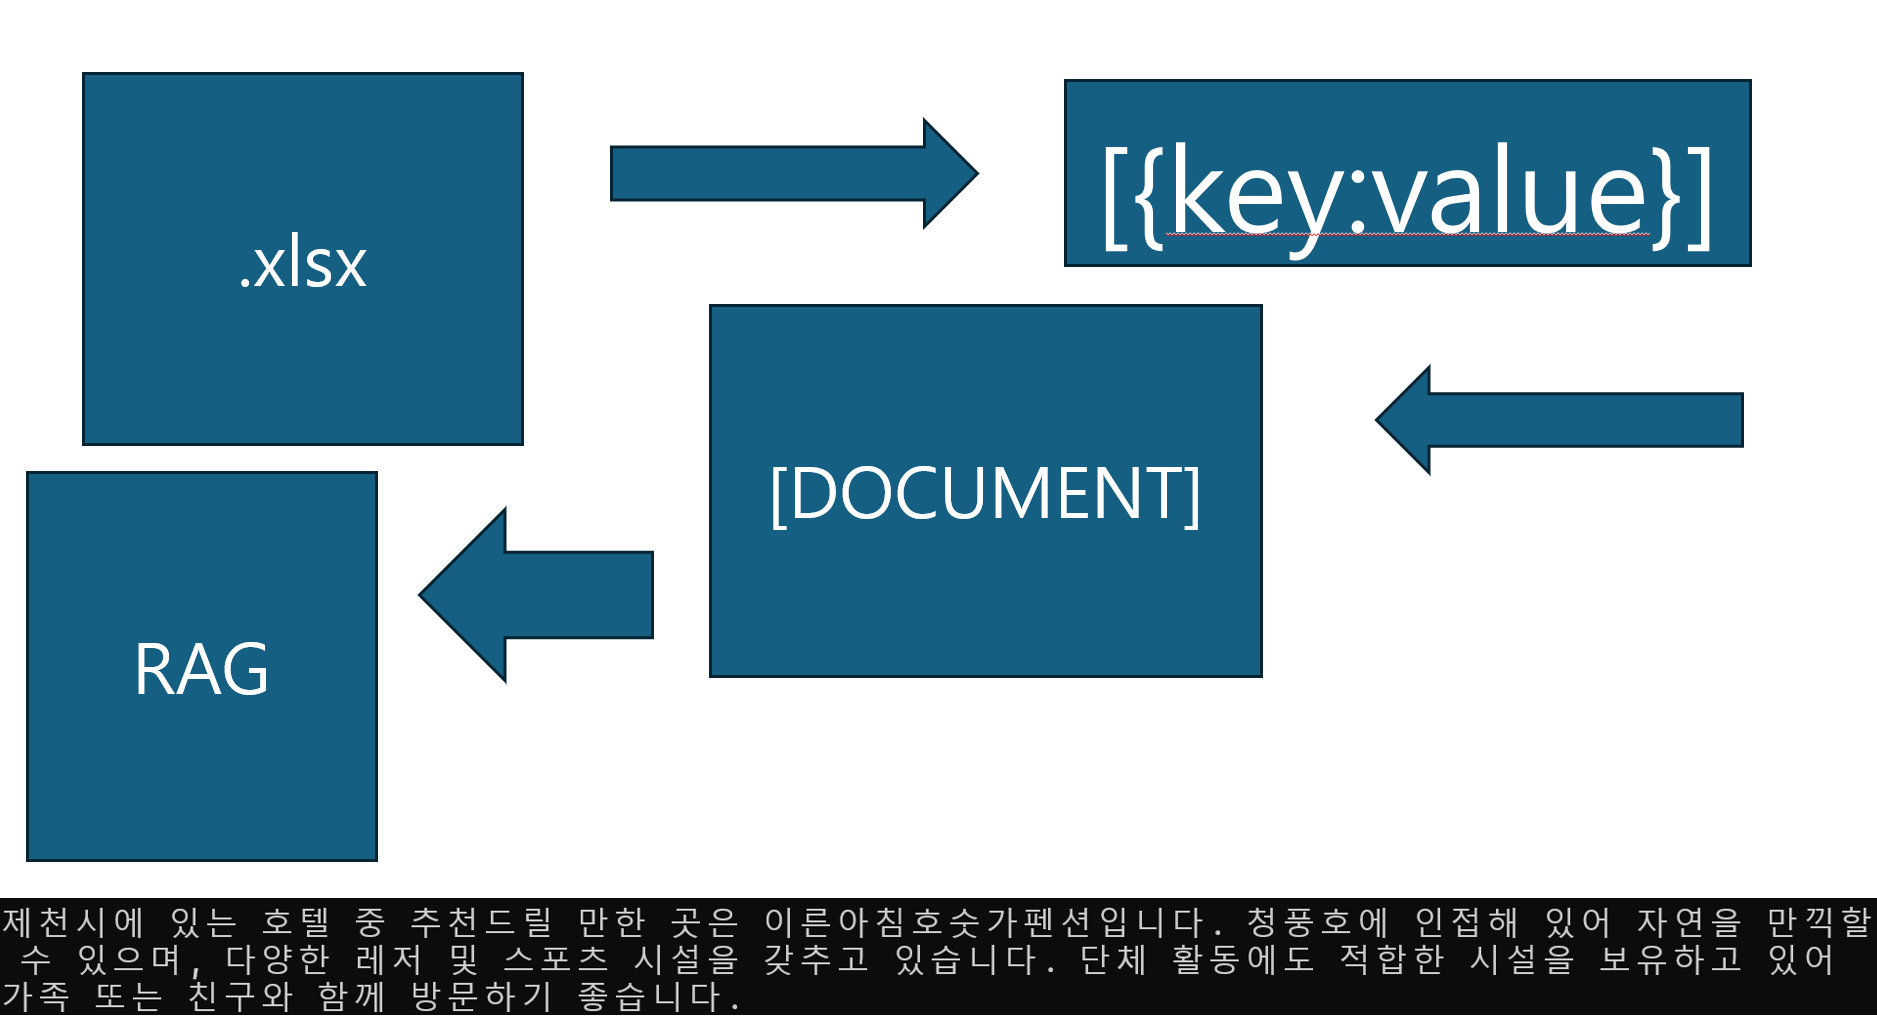 .xlsx
[{key:value}]
[DOCUMENT]
RAG
제천시에 있는 호텔 중 추천드릴 만한 곳은 이른아침호숫가펜션입니다. 청풍호에 인접해 있어 자연을 만끽할
수 있으며, 다양한 레저 및 스포츠 시설을 갖추고 있습니다. 단체 활동에도 적합한 시설을 보유하고 있어
가족 또는 친구와 함께 방문하기 좋습니다.